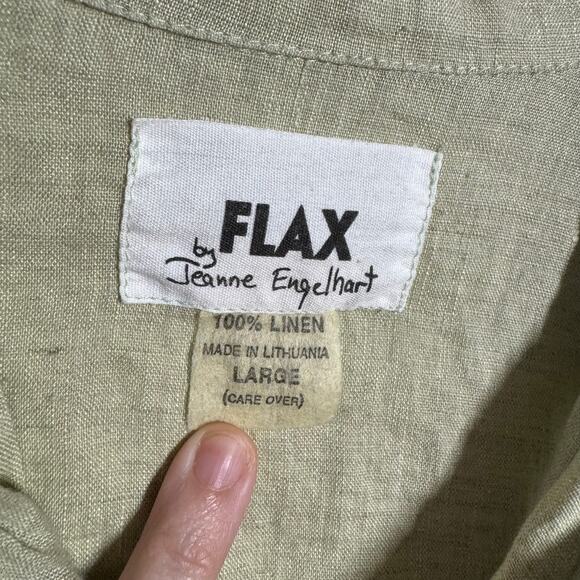 FLAX
by
Jeanne Engelhart
100% LINEN
MADE IN LITHUANIA
LARGE
(CARE OVER)